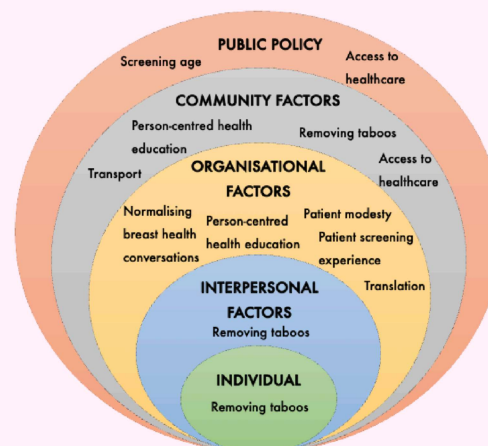 PUBLIC POLICY
Screening age
Access to
healthcare
COMMUNITY FACTORS
Person-centred health
education
Removing taboos
Transport
Access to
healthcare
ORGANISATIONAL
FACTORS
Normalising
breast health
conversations
Person-centred
health education
Patient modesty
Patient screening
experience
Translation
INTERPERSONAL
FACTORS
Removing taboos
INDIVIDUAL
Removing taboos